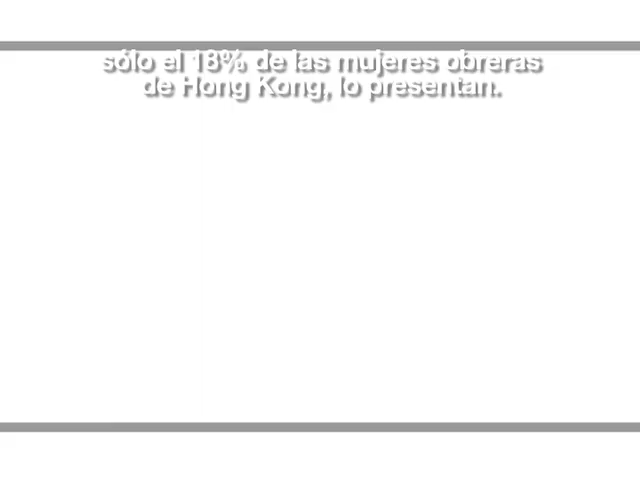 sólo el 18% de las mujeres obreras
de Hong Kong, lo presentan.